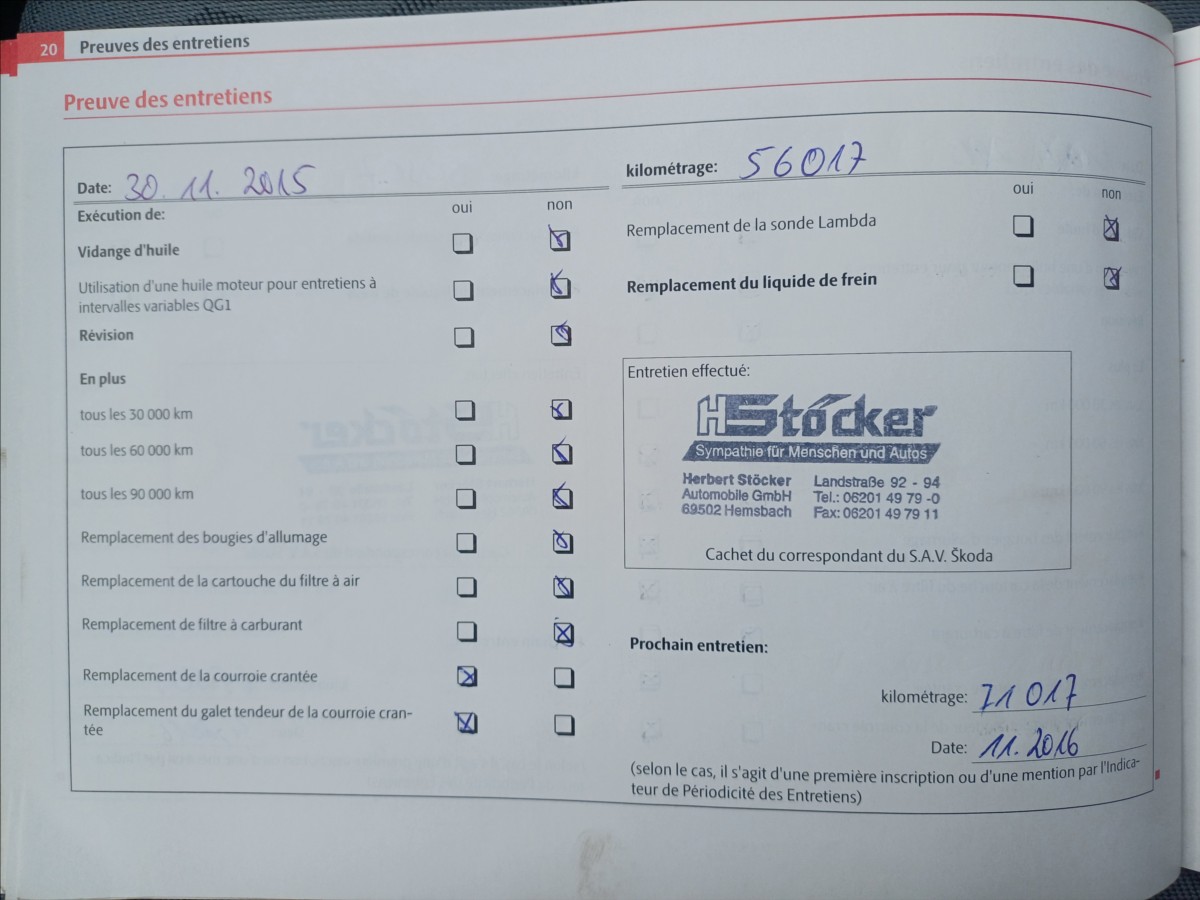 20 Preuves des entretiens
Preuve des entretiens
Date: 30. 11. 2015
Exécution de:
oui non
Vidange d'huile
Utilisation d'une huile moteur pour entretiens à
intervalles variables QG1
Révision
En plus
tous les 30 000 km
tous les 60 000 km
tous les 90 000 km
Remplacement des bougies d'allumage
Remplacement de la cartouche du filtre à air
Remplacement de filtre à carburant
Remplacement de la courroie crantée
Remplacement du galet tendeur de la courroie cran-
tée
kilométrage: 56017
oui non
Remplacement de la sonde Lambda
Remplacement du liquide de frein
Entretien effectué:
HStöcker
Sympathie für Menschen und Autos
Herbert Stöcker Landstraße 92 - 94
Automobile GmbH Tel.: 06201 49 79 -0
69502 Hemsbach Fax: 06201 49 79 11
Cachet du correspondant du S.A.V. Škoda
Prochain entretien:
kilométrage: 71 017
Date: 11. 2016
(selon le cas, il s'agit d'une première inscription ou d'une mention par l'Indica-
teur de Périodicité des Entretiens)